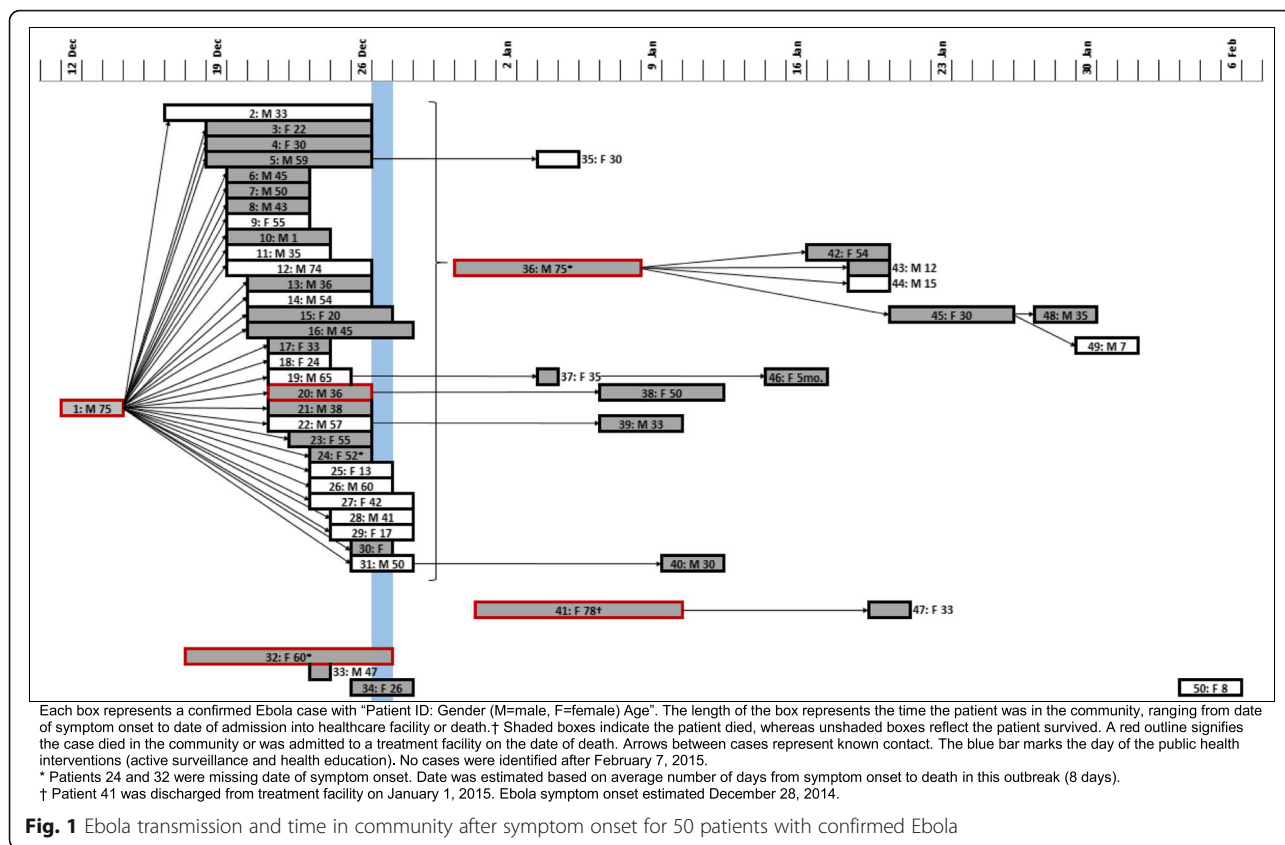 12 Dec
19 Dec
26 Dec
2 Jan
9 Jan
16 Jan
23 Jan
30 Jan
6 Feb
2: M 33
3: F 22
4: F 30
5: M 59
35: F 30
6: M 45
7: M 50
8: M 43
9: F 55
10: M 1
11: M 35
42: F 54
12: M 74
36: M 75*
43: M 12
13: M 36
44: M 15
14: M 54
15: F 20
45: F 30
48: M 35
16: M 45
17: F 33
49: M 7
18: F 24
19: M 65
37: F 35
46: F 5mo.
20: M 36
38: F 50
1: M 75
21: M 38
22: M 57
39: M 33
23: F 55
24: F 52*
25: F 13
26: M 60
27: F 42
28: M 41
29: F 17
30: F
31: M 50
40: M 30
41: F 78†
47: F 33
32: F 60*
33: M 47
34: F 26
50: F 8
Each box represents a confirmed Ebola case with “Patient ID: Gender (M=male, F=female) Age”. The length of the box represents the time the patient was in the community, ranging from date
of symptom onset to date of admission into healthcare facility or death.† Shaded boxes indicate the patient died, whereas unshaded boxes reflect the patient survived. A red outline signifies
the case died in the community or was admitted to a treatment facility on the date of death. Arrows between cases represent known contact. The blue bar marks the day of the public health
interventions (active surveillance and health education). No cases were identified after February 7, 2015.
* Patients 24 and 32 were missing date of symptom onset. Date was estimated based on average number of days from symptom onset to death in this outbreak (8 days).
† Patient 41 was discharged from treatment facility on January 1, 2015. Ebola symptom onset estimated December 28, 2014.
Fig. 1 Ebola transmission and time in community after symptom onset for 50 patients with confirmed Ebola